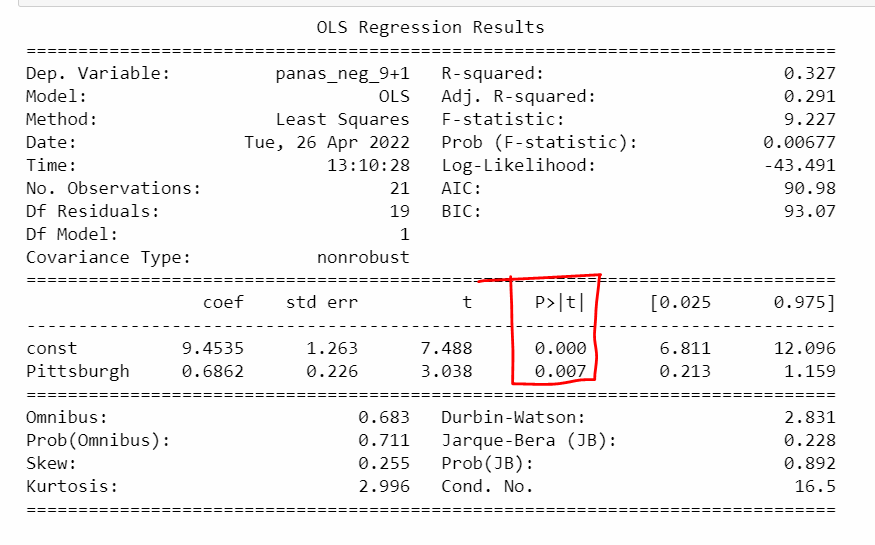 OLS Regression Results
==============================================================================
Dep. Variable: panas_neg_9+1 R-squared: 0.327
Model: OLS Adj. R-squared: 0.291
Method: Least Squares F-statistic: 9.227
Date: Tue, 26 Apr 2022 Prob (F-statistic): 0.00677
Time: 13:10:28 Log-Likelihood: -43.491
No. Observations: 21 AIC: 90.98
Df Residuals: 19 BIC: 93.07
Df Model: 1
Covariance Type: nonrobust
==============================================================================
coef std err t P>|t| [0.025 0.975]
------------------------------------------------------------------------------
const 9.4535 1.263 7.488 0.000 6.811 12.096
Pittsburgh 0.6862 0.226 3.038 0.007 0.213 1.159
==============================================================================
Omnibus: 0.683 Durbin-Watson: 2.831
Prob(Omnibus): 0.711 Jarque-Bera (JB): 0.228
Skew: 0.255 Prob(JB): 0.892
Kurtosis: 2.996 Cond. No. 16.5
==============================================================================